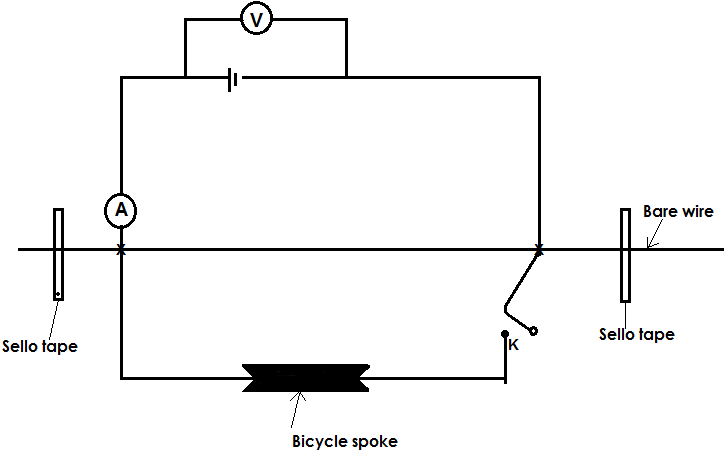 V
A
Bare wire
Sello tape
K
Sello tape
Bicycle spoke